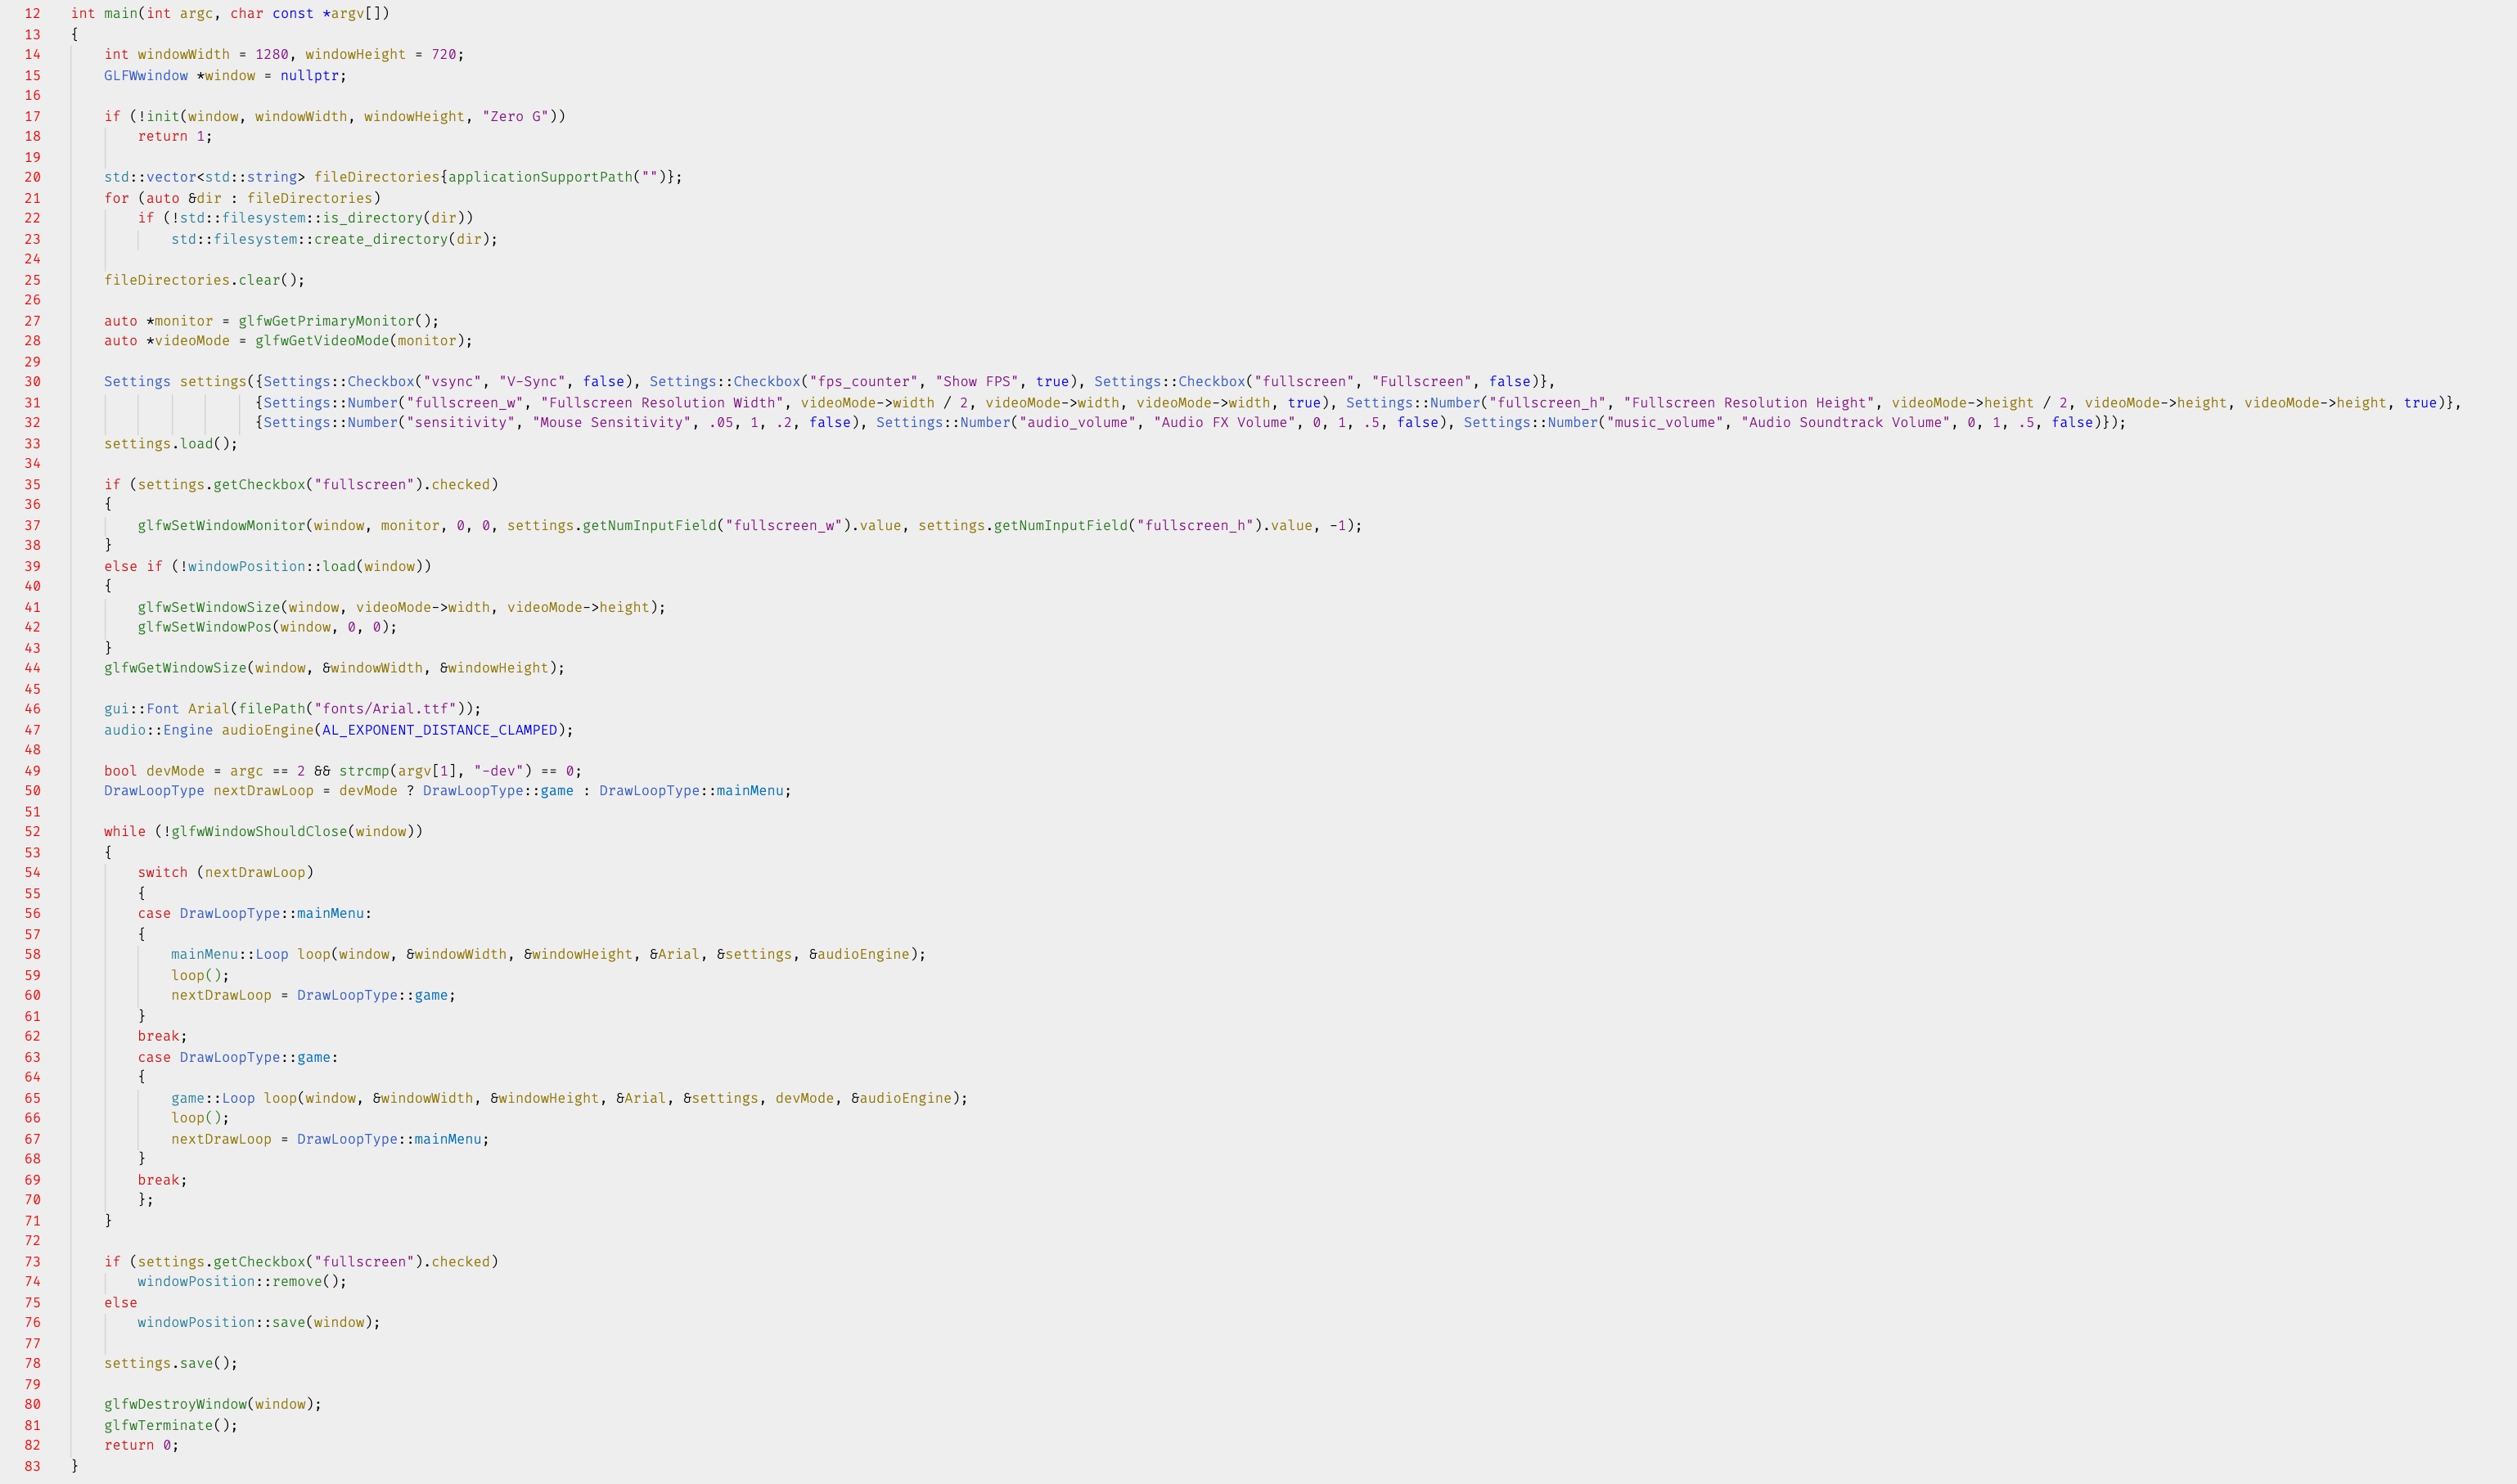 12 int main(int argc, char const *argv[])
13 {
14     int windowWidth = 1280, windowHeight = 720;
15     GLFWwindow *window = nullptr;
16
17     if (!init(window, windowWidth, windowHeight, "Zero G"))
18         return 1;
19
20     std::vector<std::string> fileDirectories{applicationSupportPath("")};
21     for (auto &dir : fileDirectories)
22         if (!std::filesystem::is_directory(dir))
23             std::filesystem::create_directory(dir);
24
25     fileDirectories.clear();
26
27     auto *monitor = glfwGetPrimaryMonitor();
28     auto *videoMode = glfwGetVideoMode(monitor);
29
30     Settings settings({Settings::Checkbox("vsync", "V-Sync", false), Settings::Checkbox("fps_counter", "Show FPS", true), Settings::Checkbox("fullscreen", "Fullscreen", false)},
31                       {Settings::Number("fullscreen_w", "Fullscreen Resolution Width", videoMode->width / 2, videoMode->width, videoMode->width, true), Settings::Number("fullscreen_h", "Fullscreen Resolution Height", videoMode->height / 2, videoMode->height, videoMode->height, true)},
32                       {Settings::Number("sensitivity", "Mouse Sensitivity", .05, 1, .2, false), Settings::Number("audio_volume", "Audio FX Volume", 0, 1, .5, false), Settings::Number("music_volume", "Audio Soundtrack Volume", 0, 1, .5, false)});
33     settings.load();
34
35     if (settings.getCheckbox("fullscreen").checked)
36     {
37         glfwSetWindowMonitor(window, monitor, 0, 0, settings.getNumInputField("fullscreen_w").value, settings.getNumInputField("fullscreen_h").value, -1);
38     }
39     else if (!windowPosition::load(window))
40     {
41         glfwSetWindowSize(window, videoMode->width, videoMode->height);
42         glfwSetWindowPos(window, 0, 0);
43     }
44     glfwGetWindowSize(window, &windowWidth, &windowHeight);
45
46     gui::Font Arial(filePath("fonts/Arial.ttf"));
47     audio::Engine audioEngine(AL_EXPONENT_DISTANCE_CLAMPED);
48
49     bool devMode = argc == 2 && strcmp(argv[1], "-dev") == 0;
50     DrawLoopType nextDrawLoop = devMode ? DrawLoopType::game : DrawLoopType::mainMenu;
51
52     while (!glfwWindowShouldClose(window))
53     {
54         switch (nextDrawLoop)
55         {
56         case DrawLoopType::mainMenu:
57         {
58             mainMenu::Loop loop(window, &windowWidth, &windowHeight, &Arial, &settings, &audioEngine);
59             loop();
60             nextDrawLoop = DrawLoopType::game;
61         }
62         break;
63         case DrawLoopType::game:
64         {
65             game::Loop loop(window, &windowWidth, &windowHeight, &Arial, &settings, devMode, &audioEngine);
66             loop();
67             nextDrawLoop = DrawLoopType::mainMenu;
68         }
69         break;
70         };
71     }
72
73     if (settings.getCheckbox("fullscreen").checked)
74         windowPosition::remove();
75     else
76         windowPosition::save(window);
77
78     settings.save();
79
80     glfwDestroyWindow(window);
81     glfwTerminate();
82     return 0;
83 }